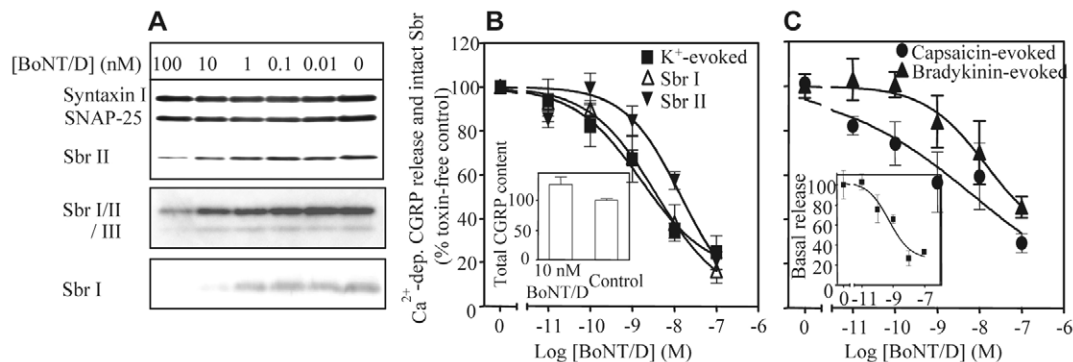 A
[BoNT/D] (nM)
100 10 1 0.1 0.01 0
Syntaxin I
SNAP-25
Sbr II
Sbr I/II
/ III
Sbr I
B
Ca2+-dep. CGRP release and intact Sbr
(% toxin-free control)
120
100
80
60
40
20
0
K+-evoked
Sbr I
Sbr II
Total CGRP content
100
50
0
10 nM
BoNT/D
Control
0 -11 -10 -9 -8 -7 -6
Log [BoNT/D] (M)
C
Capsaicin-evoked
Bradykinin-evoked
Basal release
100
80
60
40
20
0
0 -11 -9 -7
0 -11 -10 -9 -8 -7 -6
Log [BoNT/D] (M)